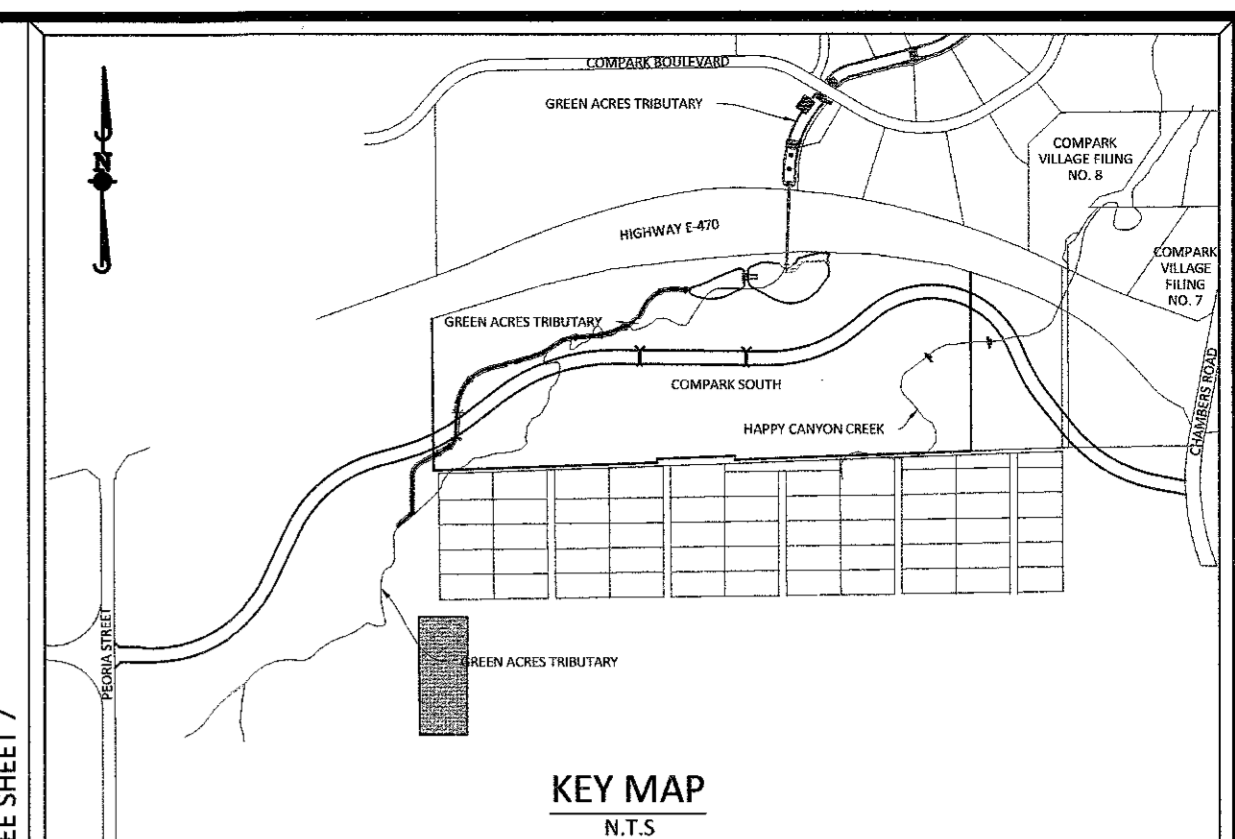 COMPARK BOULEVARD
GREEN ACRES TRIBUTARY
COMPARK
VILLAGE FILING
NO. 8
N
HIGHWAY E-470
COMPARK
VILLAGE
FILING
NO. 7
GREEN ACRES TRIBUTARY
COMPARK SOUTH
HAPPY CANYON CREEK
CHAMBERS ROAD
PEORIA STREET
GREEN ACRES TRIBUTARY
KEY MAP
N.T.S
SHEET 7